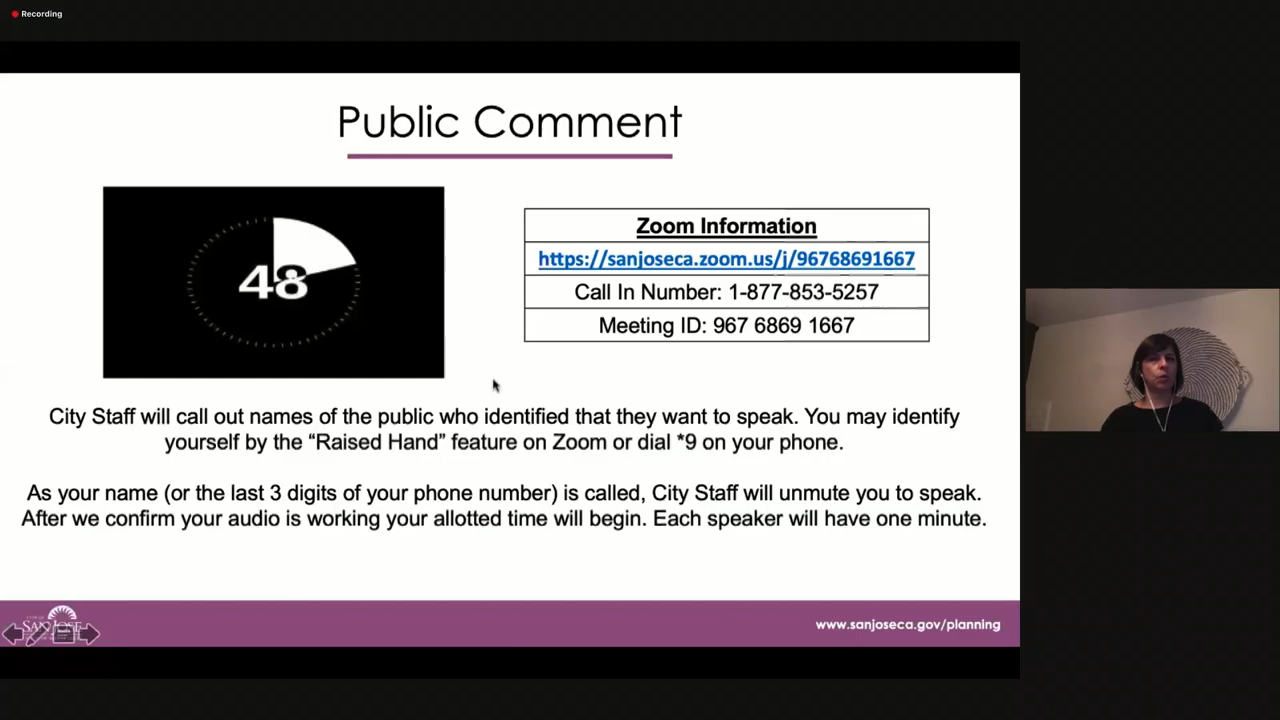 Recording
Public Comment
48
Zoom Information
https://sanjoseca.zoom.us/j/96768691667
Call In Number: 1-877-853-5257
Meeting ID: 967 6869 1667
City Staff will call out names of the public who identified that they want to speak. You may identify
yourself by the “Raised Hand” feature on Zoom or dial *9 on your phone.
As your name (or the last 3 digits of your phone number) is called, City Staff will unmute you to speak.
After we confirm your audio is working your allotted time will begin. Each speaker will have one minute.
SAN JOSE
www.sanjoseca.gov/planning